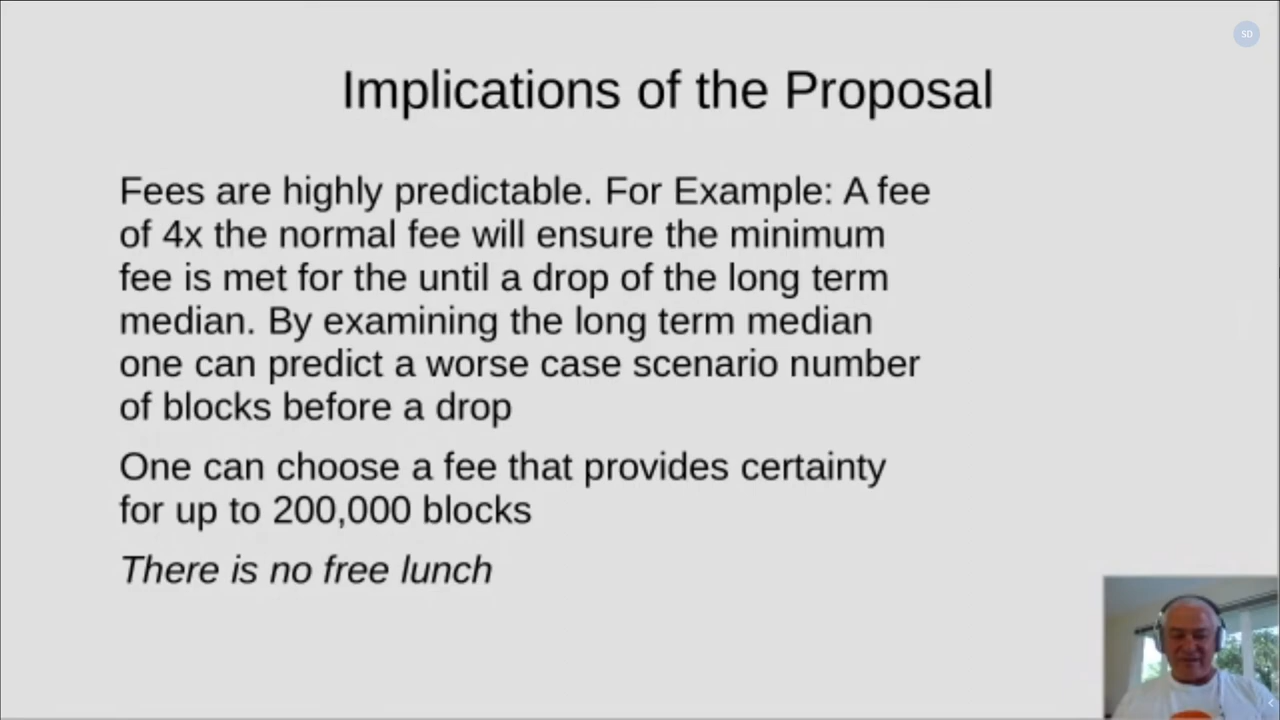 SD
Implications of the Proposal
Fees are highly predictable. For Example: A fee
of 4x the normal fee will ensure the minimum
fee is met for the until a drop of the long term
median. By examining the long term median
one can predict a worse case scenario number
of blocks before a drop
One can choose a fee that provides certainty
for up to 200,000 blocks
There is no free lunch